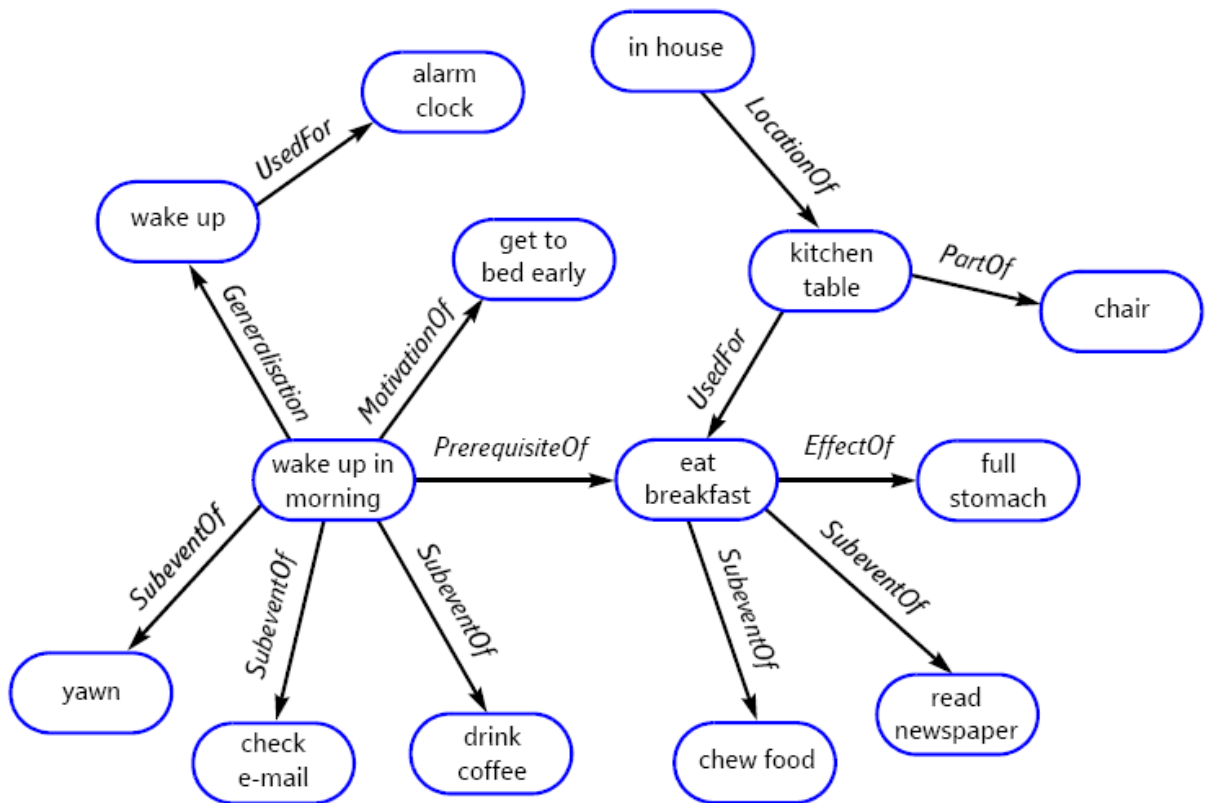 in house
alarm
clock
UsedFor
LocationOf
wake up
get to
bed early
kitchen
table
PartOf
chair
Generalisation
MotivationOf
UsedFor
wake up in
morning
PrerequisiteOf
eat
breakfast
EffectOf
full
stomach
SubeventOf
SubeventOf
SubeventOf
SubeventOf
SubeventOf
yawn
check
e-mail
drink
coffee
chew food
read
newspaper